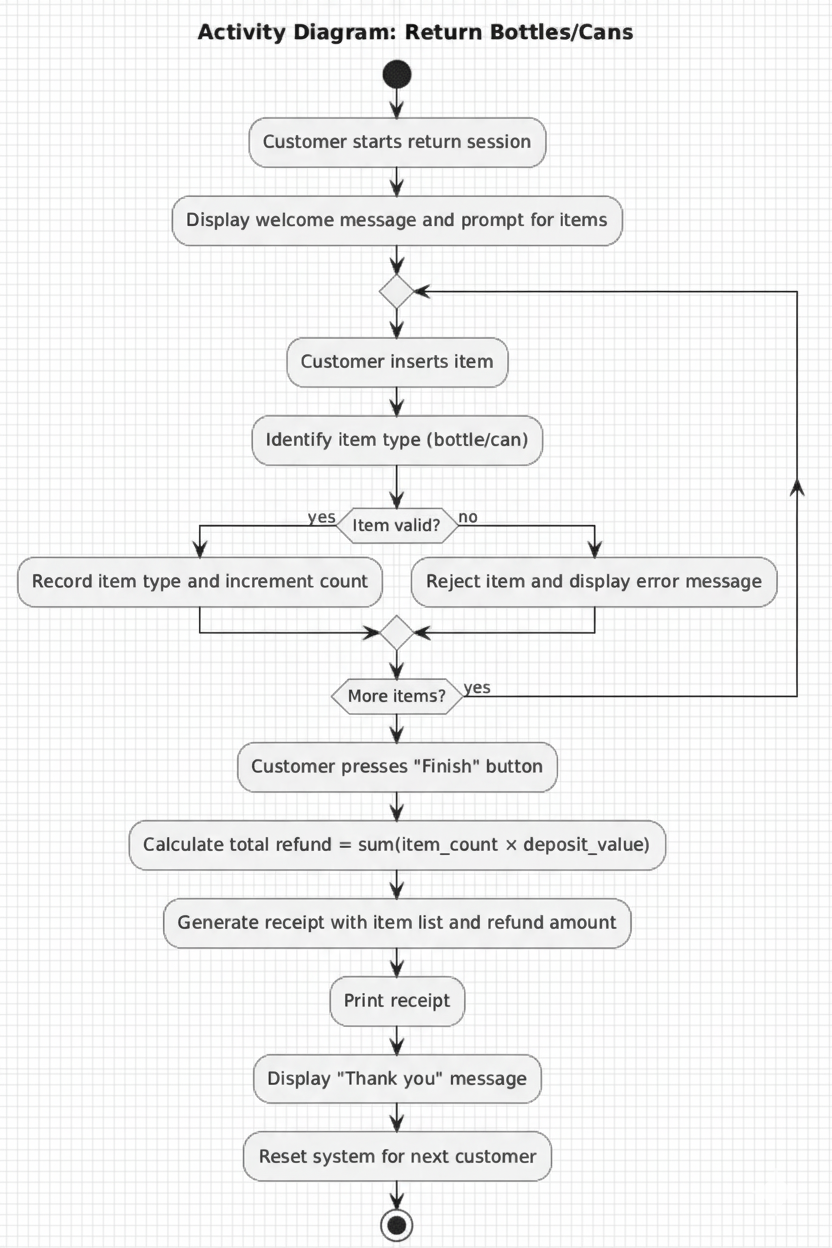 Activity Diagram: Return Bottles/Cans
Customer starts return session
Display welcome message and prompt for items
Customer inserts item
Identify item type (bottle/can)
yes
Item valid?
no
Record item type and increment count
Reject item and display error message
More items?
yes
Customer presses "Finish" button
Calculate total refund = sum(item_count × deposit_value)
Generate receipt with item list and refund amount
Print receipt
Display "Thank you" message
Reset system for next customer